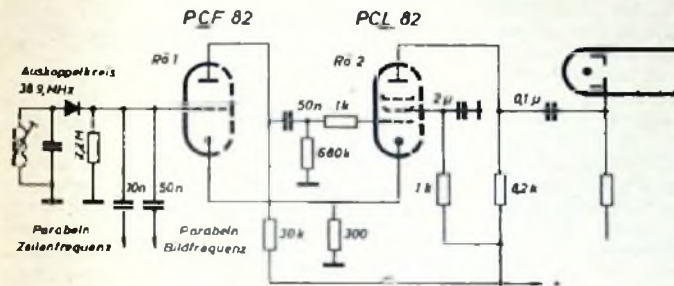 PCF 82
PCL 82
Rö 1
Rö 2
Auskoppelkreis
38,9 MHz
50n
1k
2µ
0,1µ
2,2M
680k
10n
50n
1k
8,2k
30k
300
Parabeln
Zeilenfrequenz
Parabeln
Bildfrequenz